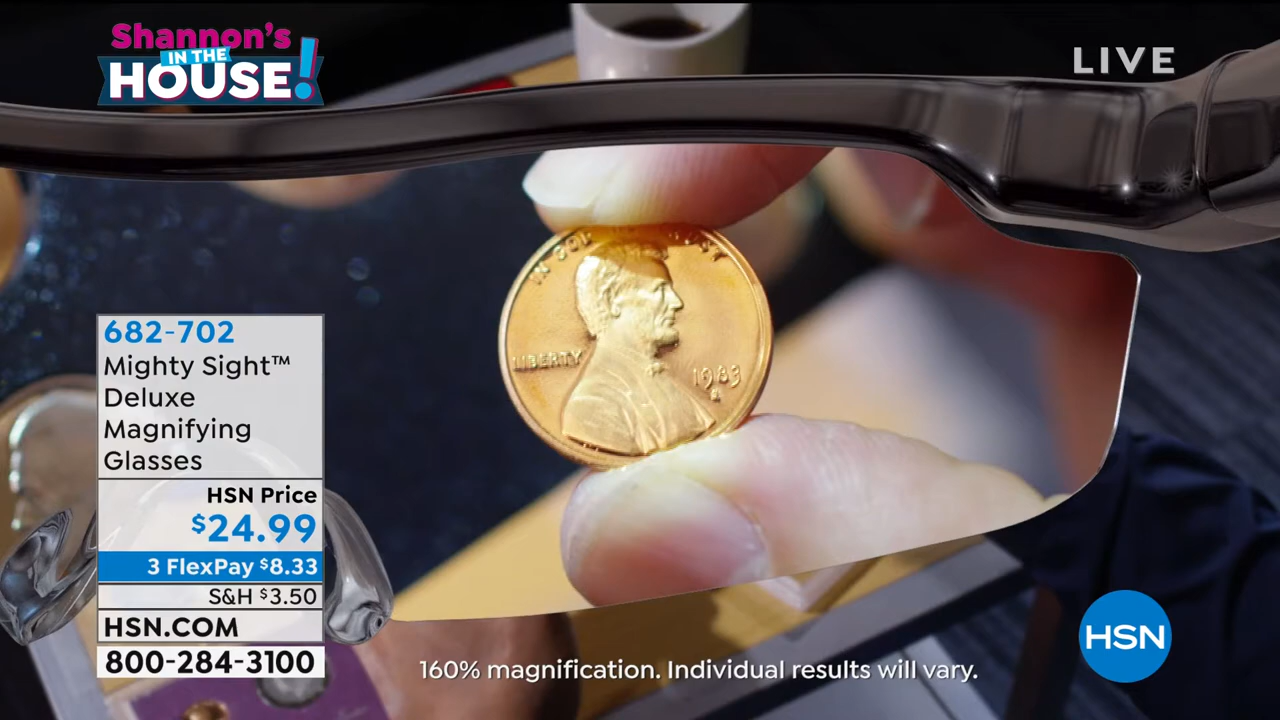 Shannon's
IN THE
HOUSE!
LIVE
682-702
Mighty Sight™
Deluxe
Magnifying
Glasses
HSN Price
$24.99
3 FlexPay $8.33
S&H $3.50
HSN.COM
800-284-3100
IN GOD
LIBERTY
1983
160% magnification. Individual results will vary.
HSN